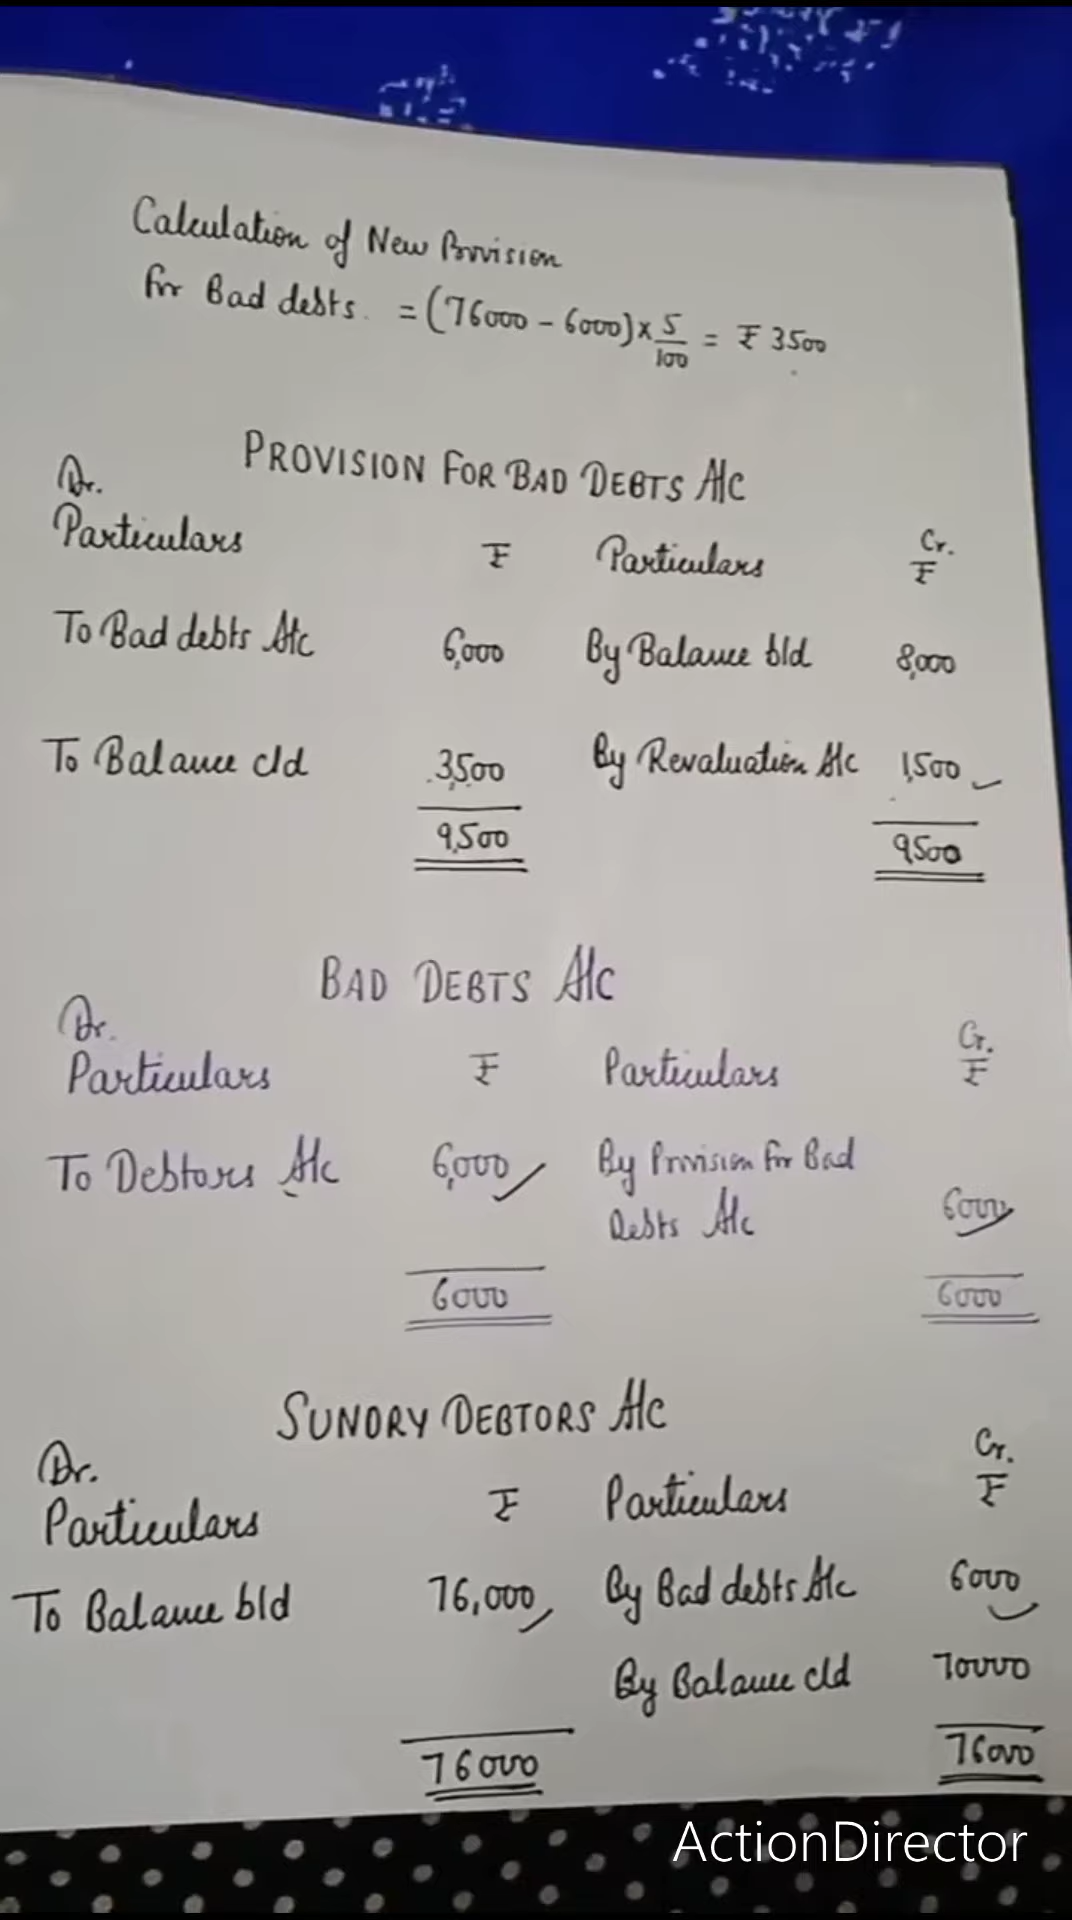 Calculation of New Provision
for Bad debts. = (76000 - 6000) x 5/100 = ₹ 3500
PROVISION FOR BAD DEBTS A/c
Dr.
Cr.
Particulars ₹ Particulars ₹
To Bad debts A/c 6,000 By Balance b/d 8,000
To Balance c/d 3,500 By Revaluation A/c 1,500
9,500 9500
BAD DEBTS A/c
Dr.
Cr.
Particulars ₹ Particulars ₹
To Debtors A/c 6,000 By Provision for Bad
Debts A/c 6000
6000 6000
SUNDRY DEBTORS A/c
Dr.
Cr.
Particulars ₹ Particulars ₹
To Balance b/d 76,000 By Bad debts A/c 6000
By Balance c/d 70000
76000 76000
ActionDirector